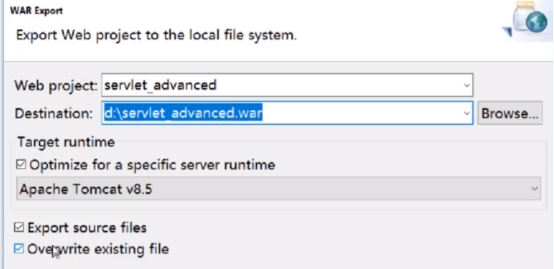 WAR Export
Export Web project to the local file system.
Web project: servlet_advanced
Destination: d:\servlet_advanced.war Browse...
Target runtime
Optimize for a specific server runtime
Apache Tomcat v8.5
Export source files
Overwrite existing file